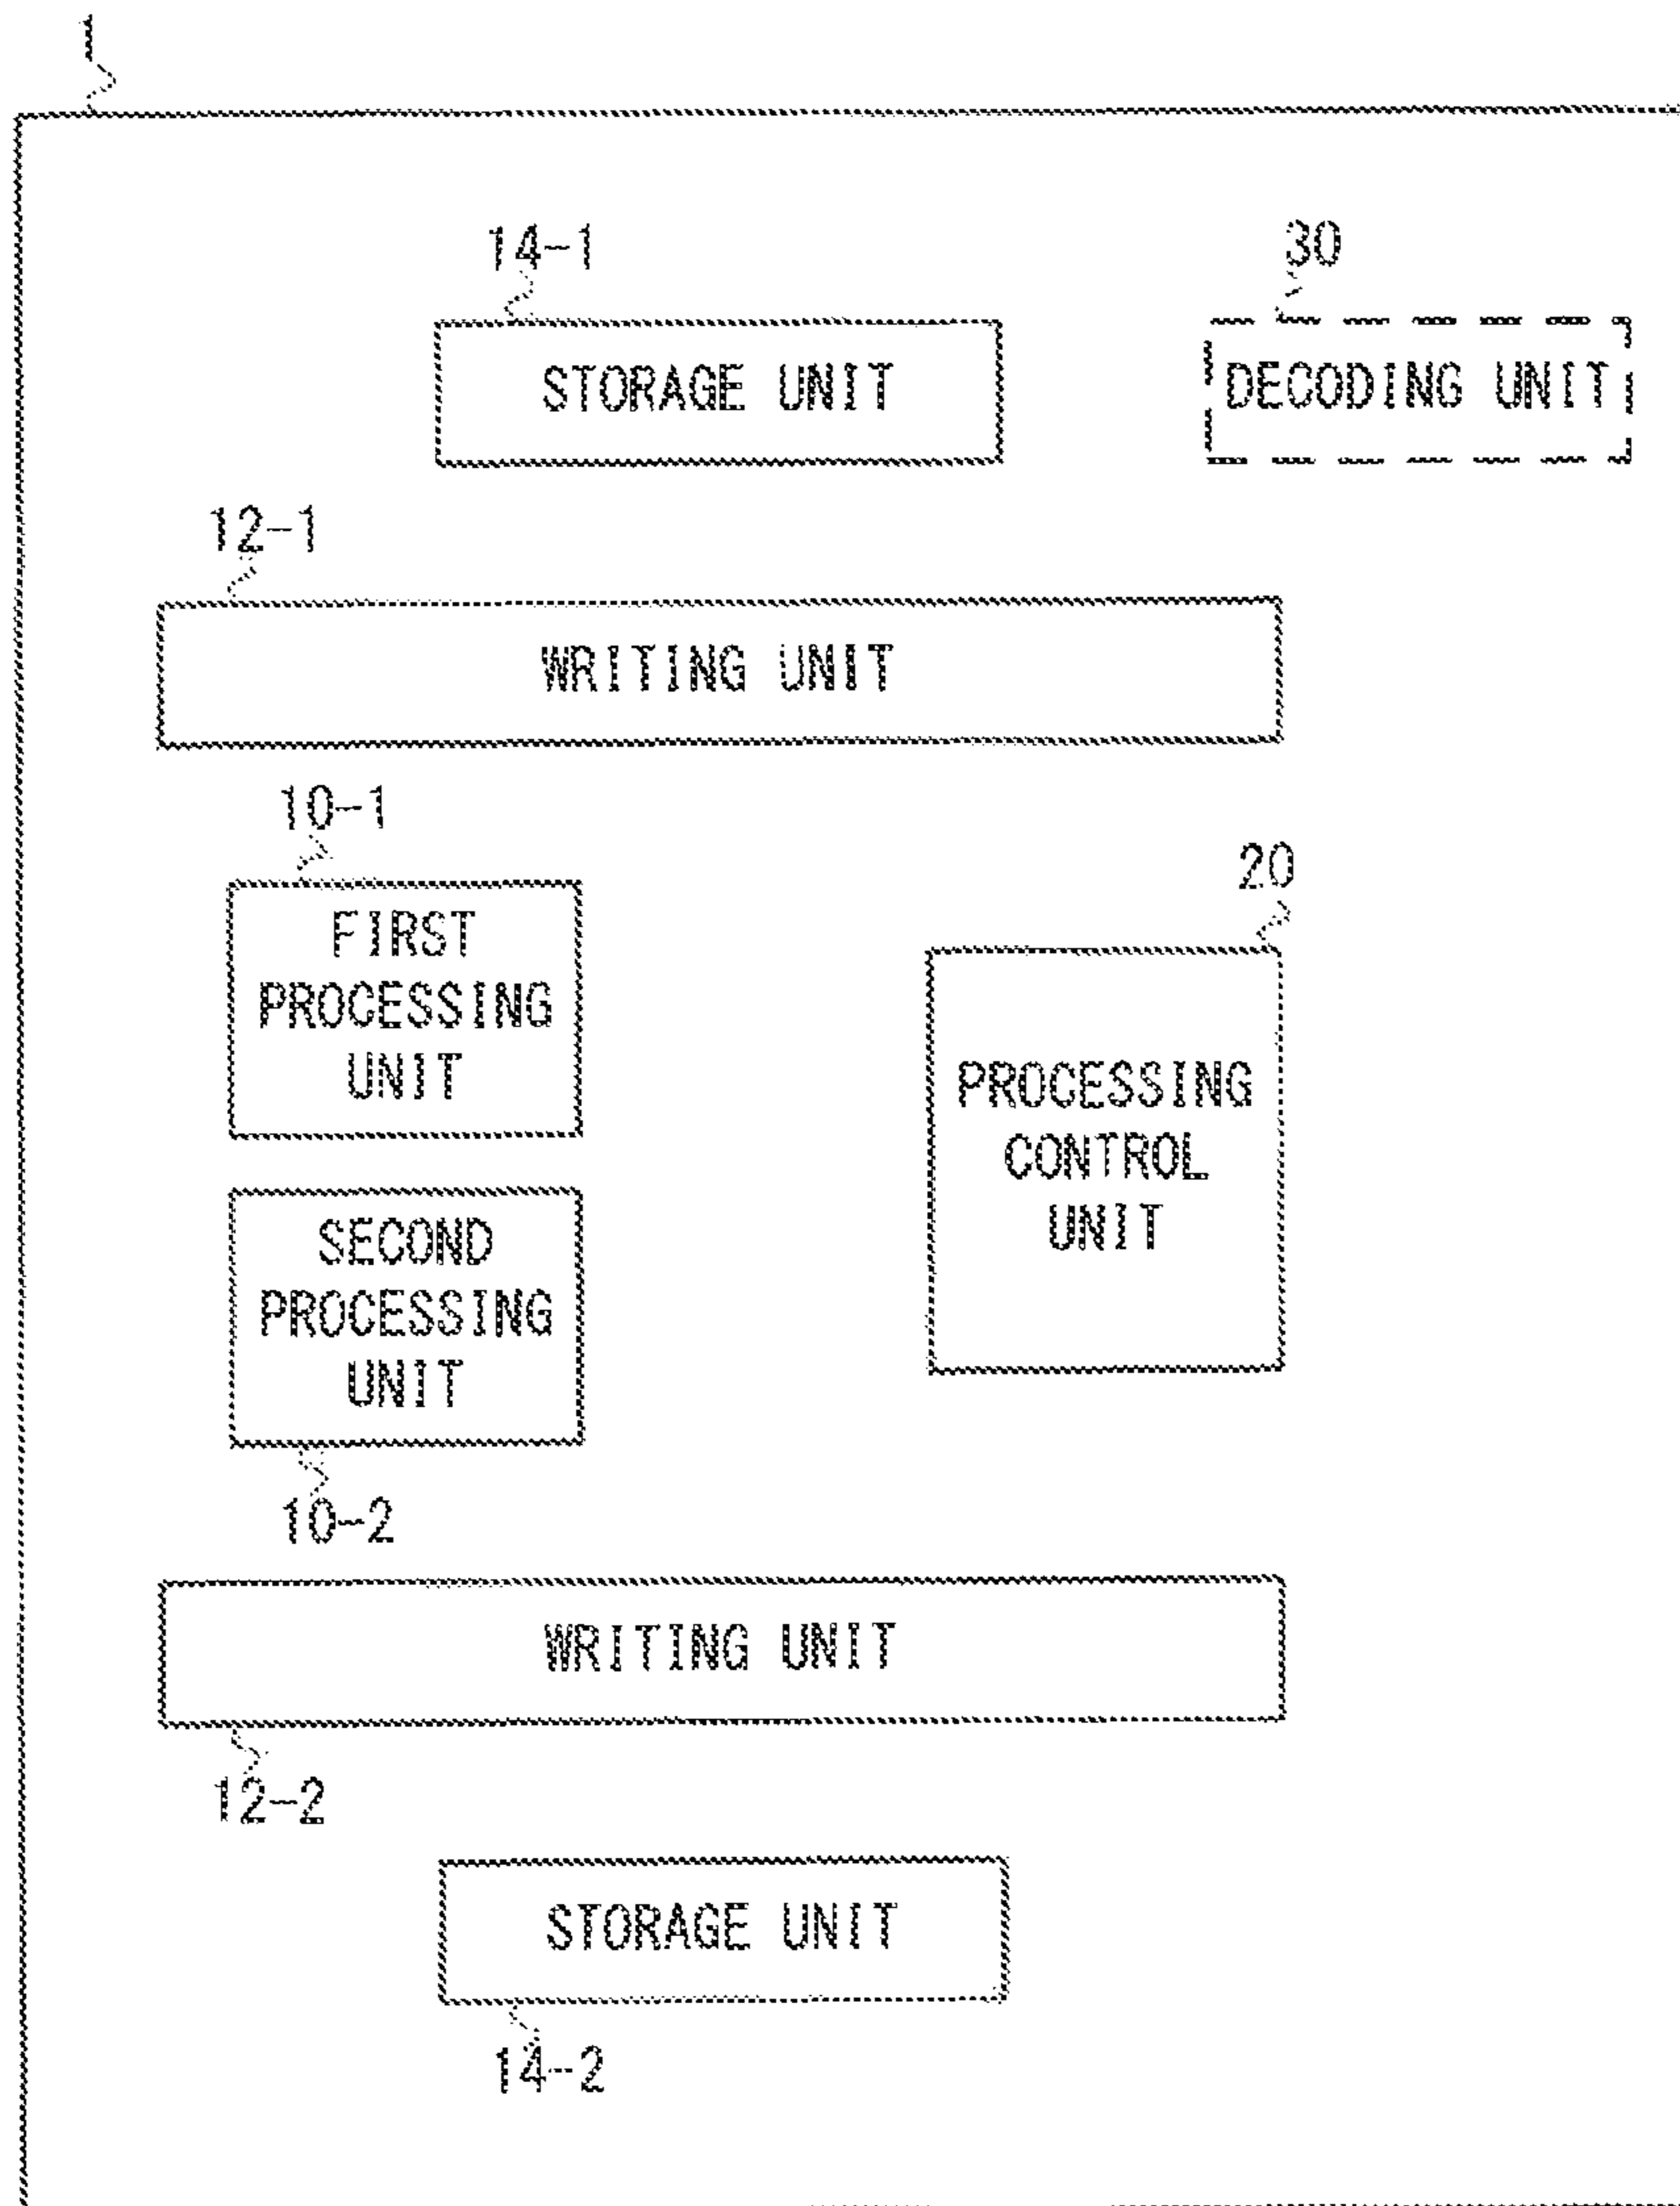 1
14-1
30
STORAGE UNIT
DECODING UNIT
12-1
WRITING UNIT
10-1
20
FIRST
PROCESSING
UNIT
PROCESSING
CONTROL
UNIT
SECOND
PROCESSING
UNIT
10-2
WRITING UNIT
12-2
STORAGE UNIT
14-2